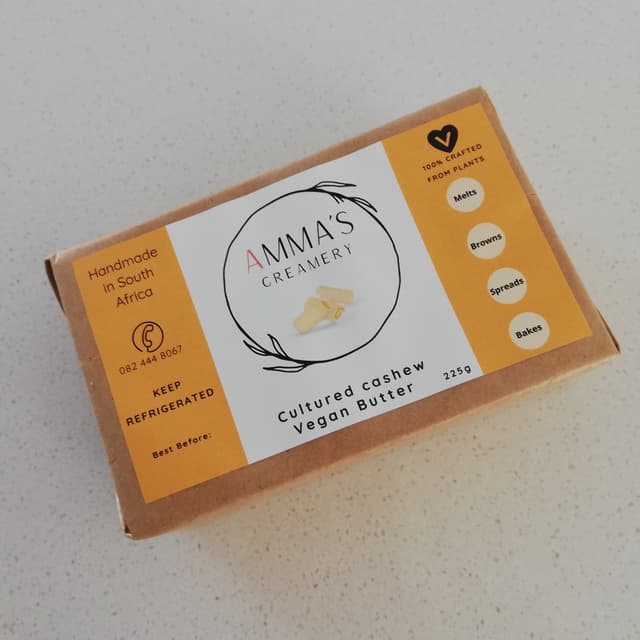 Handmade
in South
Africa
082 444 8067
KEEP
REFRIGERATED
Best Before:
AMMA'S
CREAMERY
Cultured cashew
Vegan Butter
225g
V
100% CRAFTED
FROM PLANTS
Melts
Browns
Spreads
Bakes